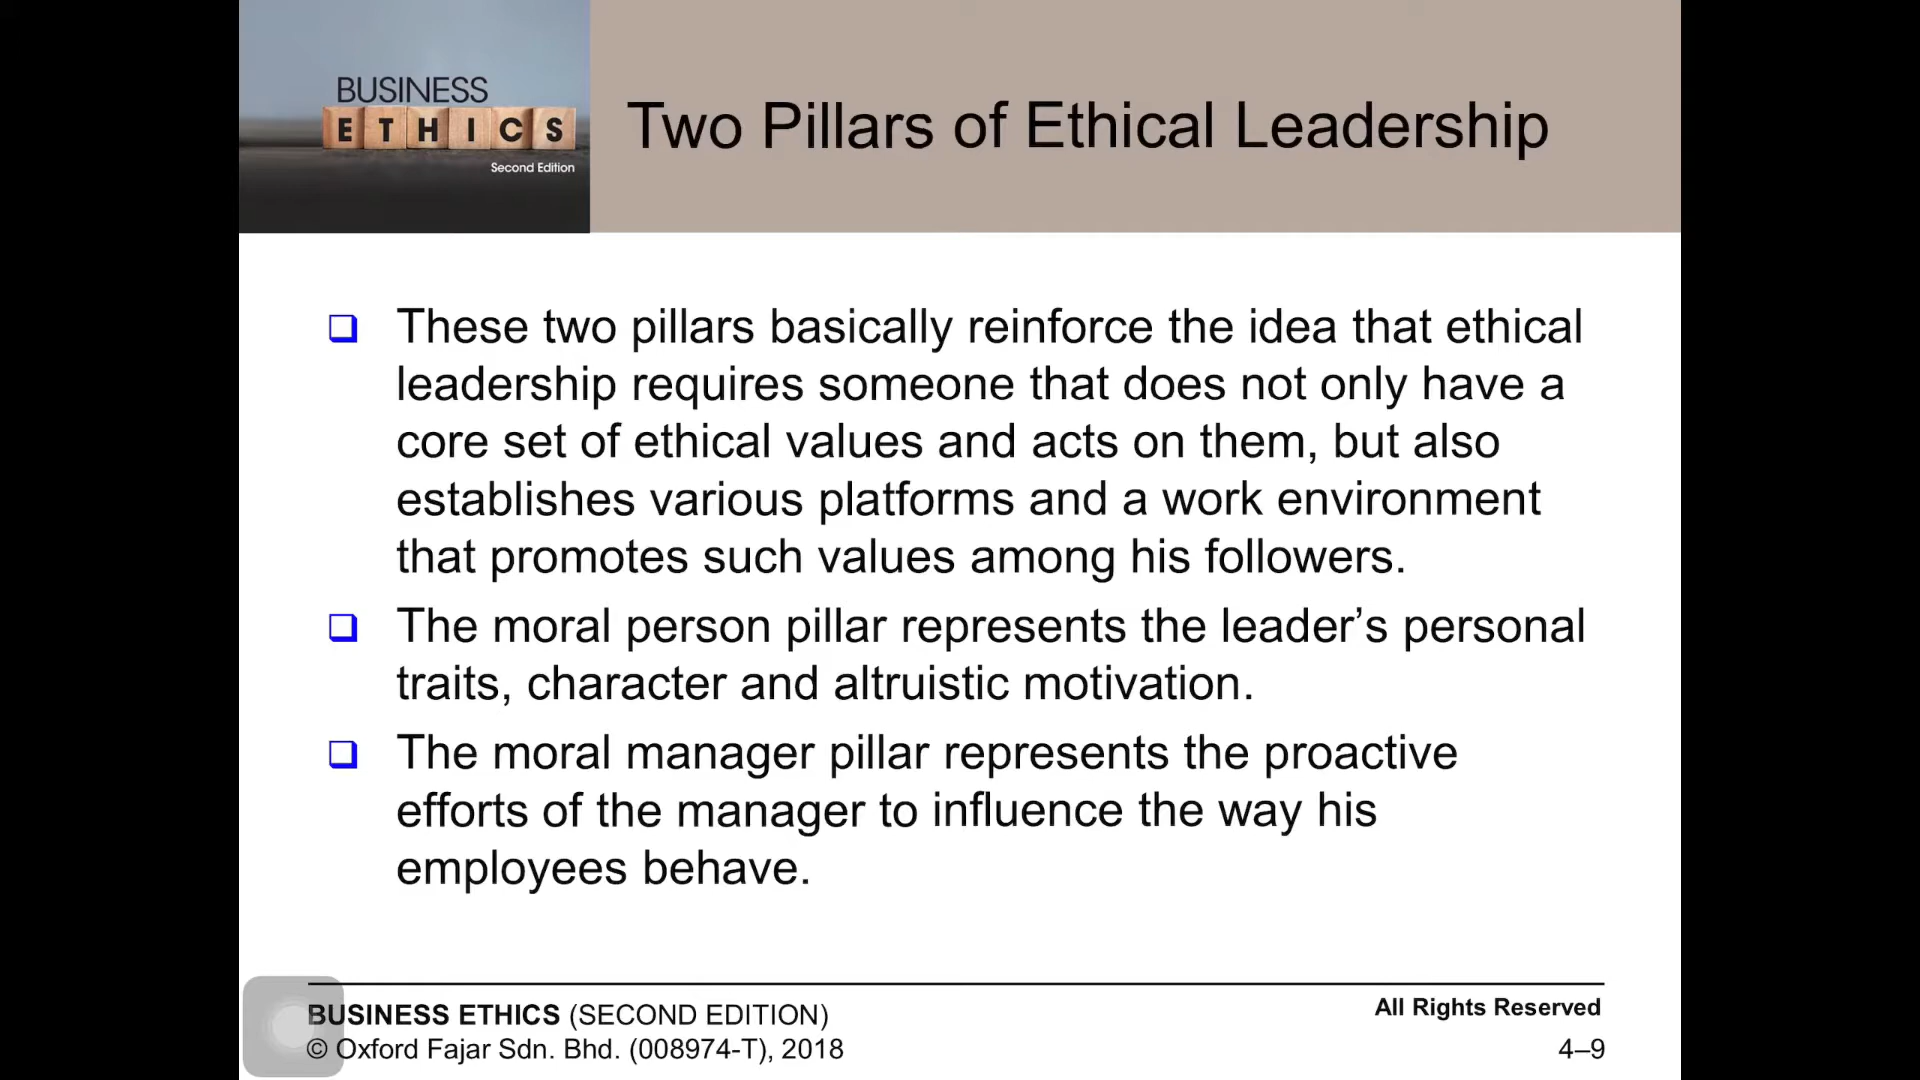 BUSINESS
ETHICS
Second Edition
Two Pillars of Ethical Leadership
These two pillars basically reinforce the idea that ethical
leadership requires someone that does not only have a
core set of ethical values and acts on them, but also
establishes various platforms and a work environment
that promotes such values among his followers.
The moral person pillar represents the leader’s personal
traits, character and altruistic motivation.
The moral manager pillar represents the proactive
efforts of the manager to influence the way his
employees behave.
BUSINESS ETHICS (SECOND EDITION)
© Oxford Fajar Sdn. Bhd. (008974-T), 2018
All Rights Reserved
4–9